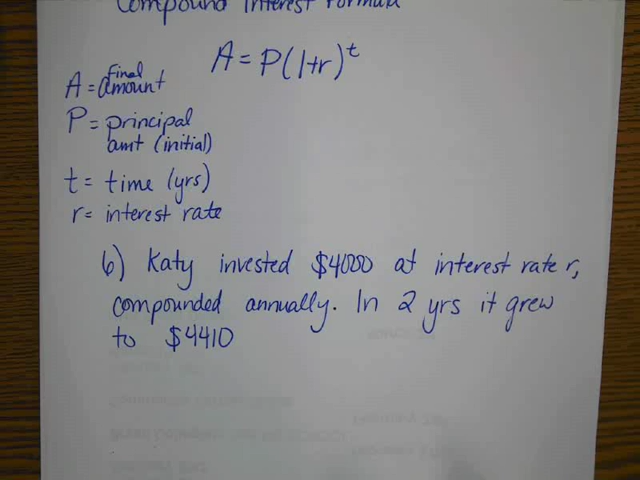 Compound Interest Formula
A = P(1+r)^t
A = final amount
P = principal
amt (initial)
t = time (yrs)
r = interest rate
6) Katy invested $4000 at interest rate r,
compounded annually. In 2 yrs it grew
to $4410